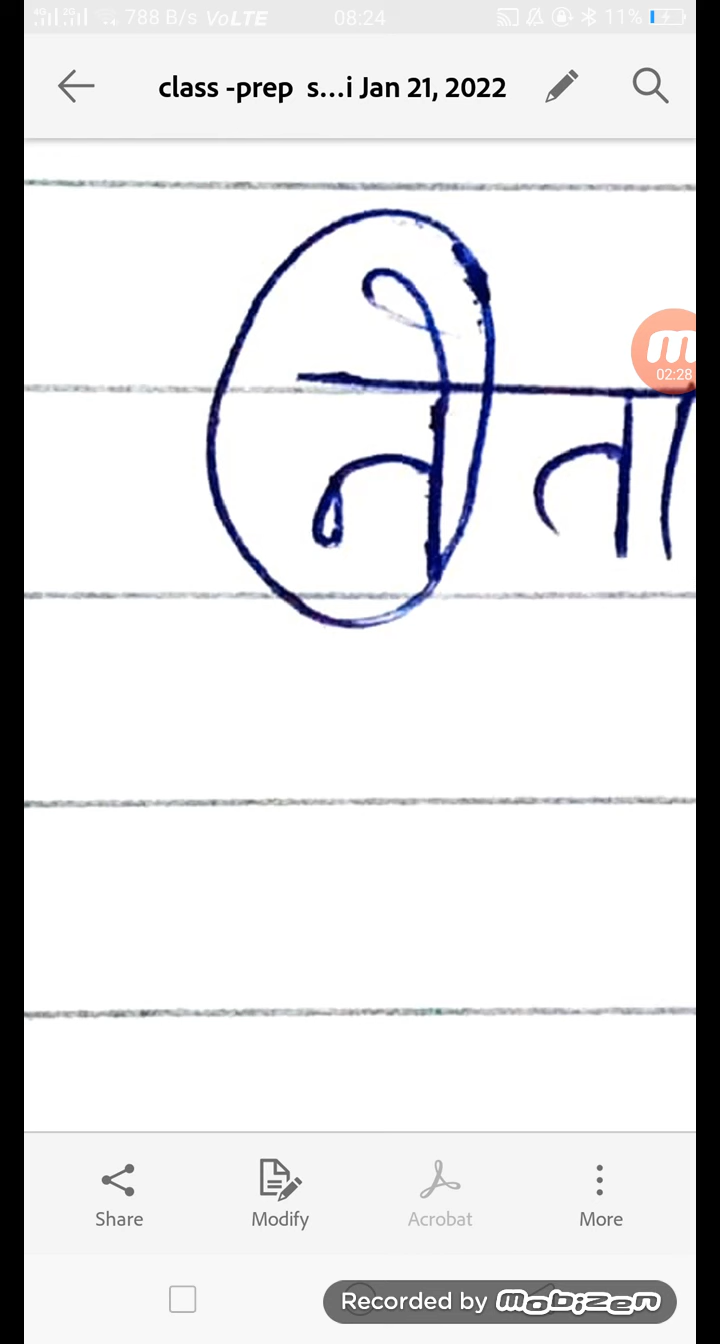 788 B/s VoLTE 08:24 11%
class -prep s...i Jan 21, 2022
02:28
नेता
Share Modify Acrobat More
Recorded by mobizen